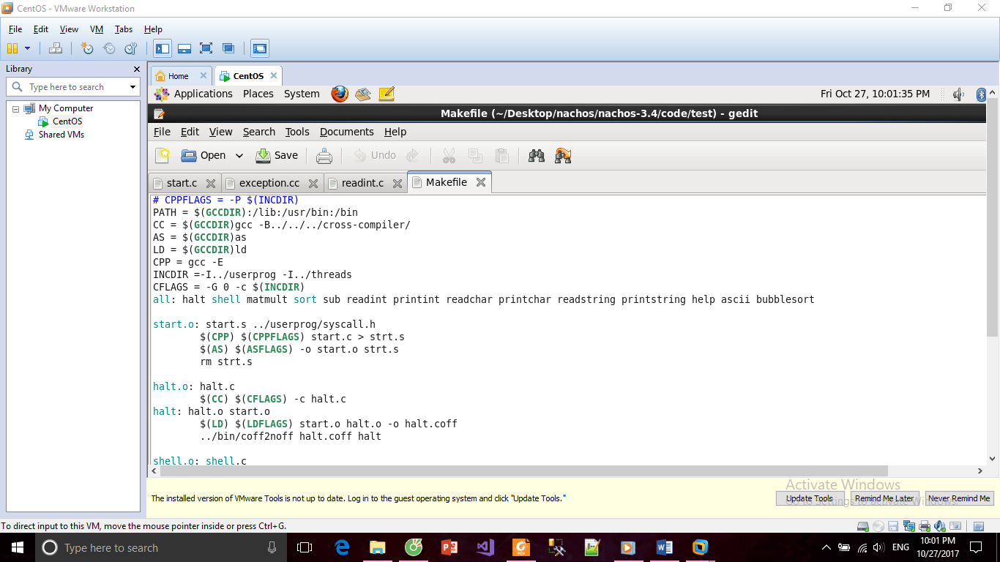 CentOS - VMware Workstation
File Edit View VM Tabs Help
Library
Type here to search
My Computer
CentOS
Shared VMs
Home CentOS
Applications Places System Fri Oct 27, 10:01:35 PM
Makefile (~/Desktop/nachos/nachos-3.4/code/test) - gedit
File Edit View Search Tools Documents Help
Open Save Undo
start.c exception.cc readint.c Makefile
# CPPFLAGS = -P $(INCDIR)
PATH = $(GCCDIR):/lib:/usr/bin:/bin
CC = $(GCCDIR)gcc -B../../../cross-compiler/
AS = $(GCCDIR)as
LD = $(GCCDIR)ld
CPP = gcc -E
INCDIR =-I../userprog -I../threads
CFLAGS = -G 0 -c $(INCDIR)
all: halt shell matmult sort sub readint printint readchar printchar readstring printstring help ascii bubblesort
start.o: start.s ../userprog/syscall.h
$(CPP) $(CPPFLAGS) start.c > strt.s
$(AS) $(ASFLAGS) -o start.o strt.s
rm strt.s
halt.o: halt.c
$(CC) $(CFLAGS) -c halt.c
halt: halt.o start.o
$(LD) $(LDFLAGS) start.o halt.o -o halt.coff
../bin/coff2noff halt.coff halt
shell.o: shell.c
Activate Windows
Go to Settings to activate Windows.
The installed version of VMware Tools is not up to date. Log in to the guest operating system and click "Update Tools."
Update Tools Remind Me Later Never Remind Me
To direct input to this VM, move the mouse pointer inside or press Ctrl+G.
Type here to search
ENG
10:01 PM
10/27/2017